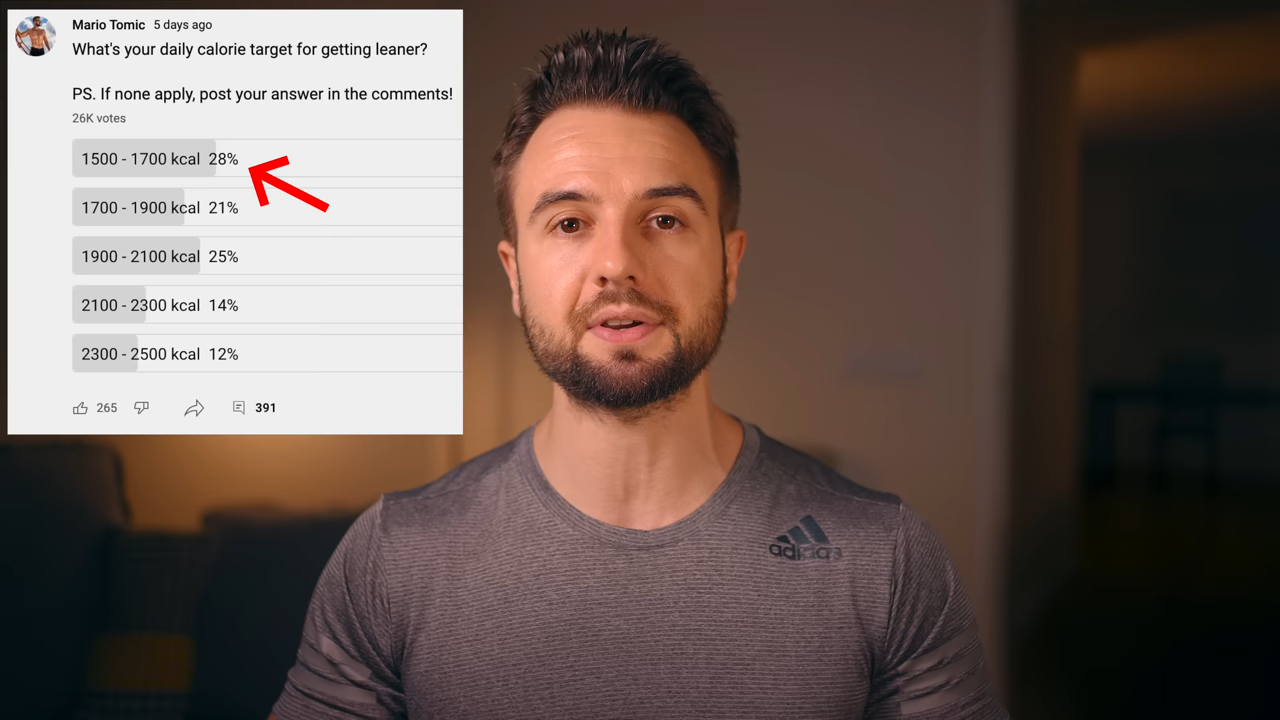 Mario Tomic 5 days ago
What's your daily calorie target for getting leaner?
PS. If none apply, post your answer in the comments!
26K votes
1500 - 1700 kcal 28%
1700 - 1900 kcal 21%
1900 - 2100 kcal 25%
2100 - 2300 kcal 14%
2300 - 2500 kcal 12%
265 391
adidas